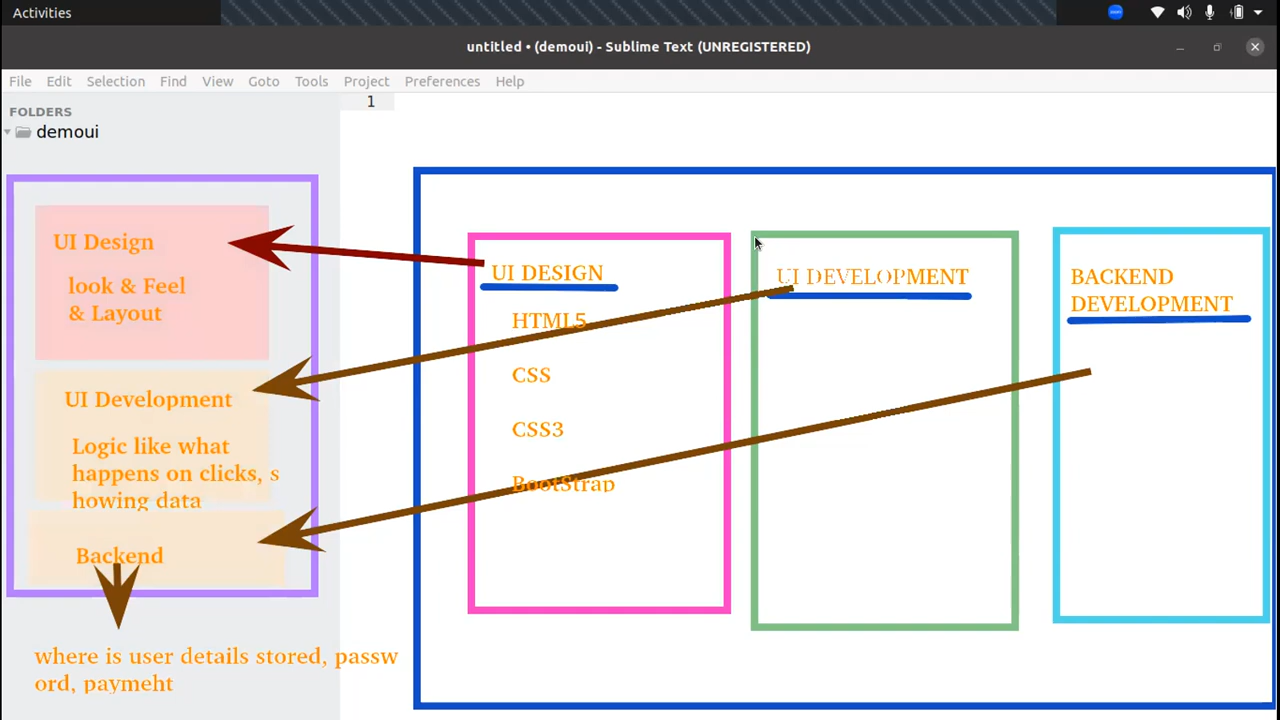 Activities
untitled • (demoui) - Sublime Text (UNREGISTERED)
File Edit Selection Find View Goto Tools Project Preferences Help
FOLDERS
demoui
1
UI Design
look & Feel
& Layout
UI Development
Logic like what
happens on clicks, s
howing data
Backend
where is user details stored, passw
ord, paymeht
UI DESIGN
HTML5
CSS
CSS3
BootStrap
UI DEVELOPMENT
BACKEND
DEVELOPMENT